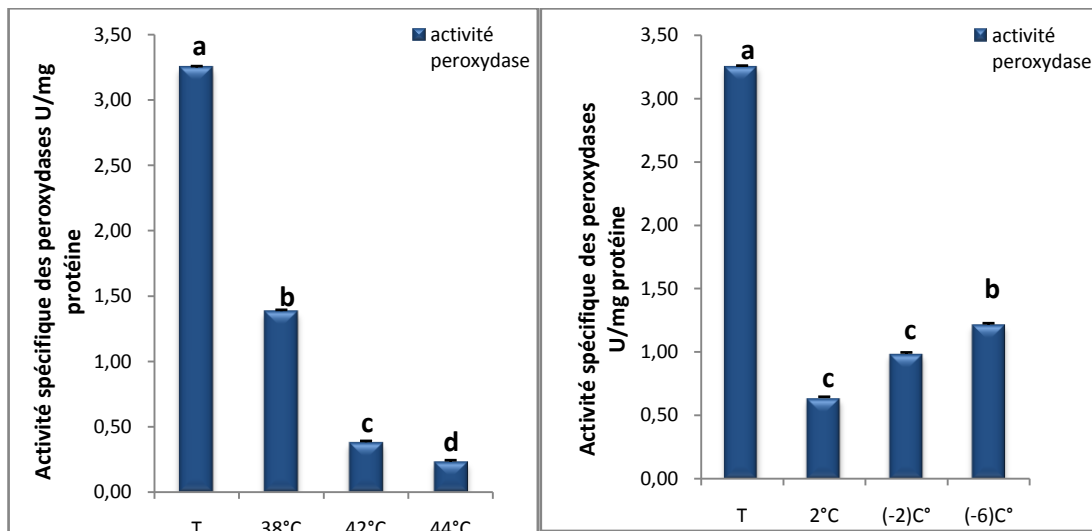 Activité spécifique des peroxydases U/mg
protéine
3,50
3,00
2,50
2,00
1,50
1,00
0,50
0,00
a
b
c
d
activité
peroxydase
T
38°C
42°C
44°C
Activité spécifique des peroxydases
U/mg protéine
3,50
3,00
2,50
2,00
1,50
1,00
0,50
0,00
a
c
c
b
activité
peroxydase
T
2°C
(-2)C°
(-6)C°